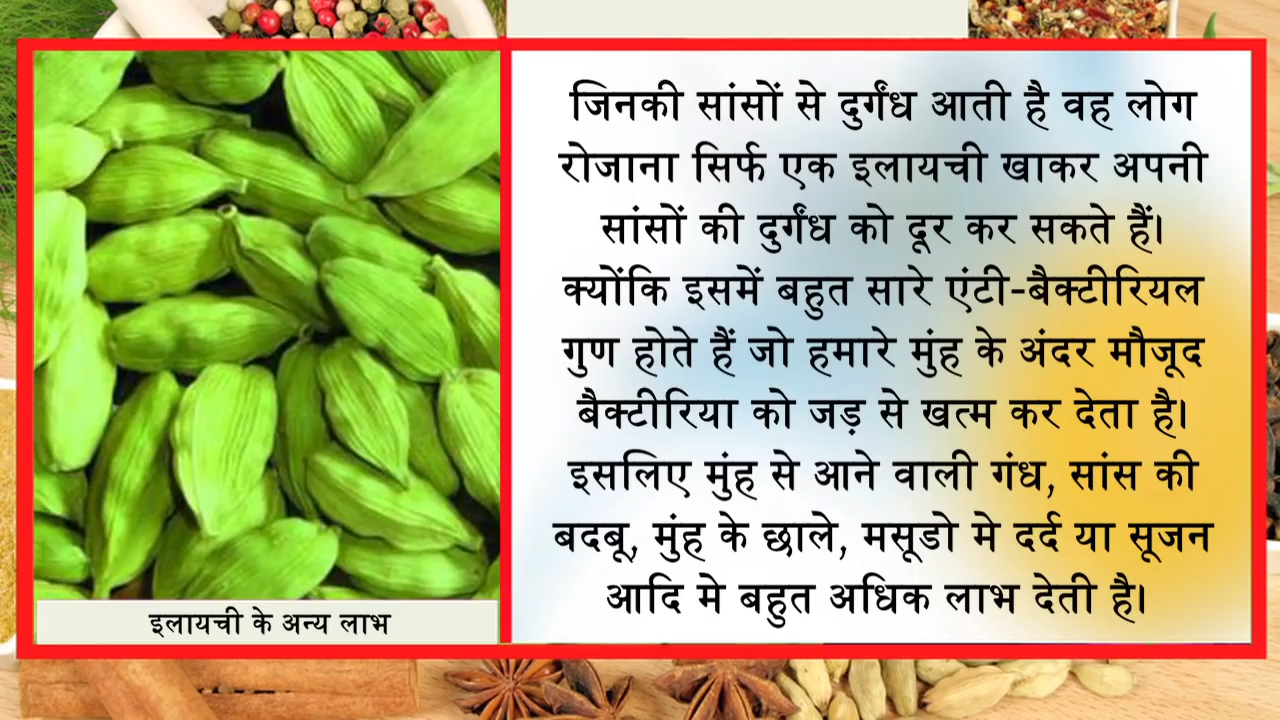 जिनकी सांसों से दुर्गंध आती है वह लोग
रोजाना सिर्फ एक इलायची खाकर अपनी
सांसों की दुर्गंध को दूर कर सकते हैं।
क्योंकि इसमें बहुत सारे एंटी-बैक्टीरियल
गुण होते हैं जो हमारे मुंह के अंदर मौजूद
बैक्टीरिया को जड़ से खत्म कर देता है।
इसलिए मुंह से आने वाली गंध, सांस की
बदबू, मुंह के छाले, मसूडो मे दर्द या सूजन
आदि मे बहुत अधिक लाभ देती है।
इलायची के अन्य लाभ